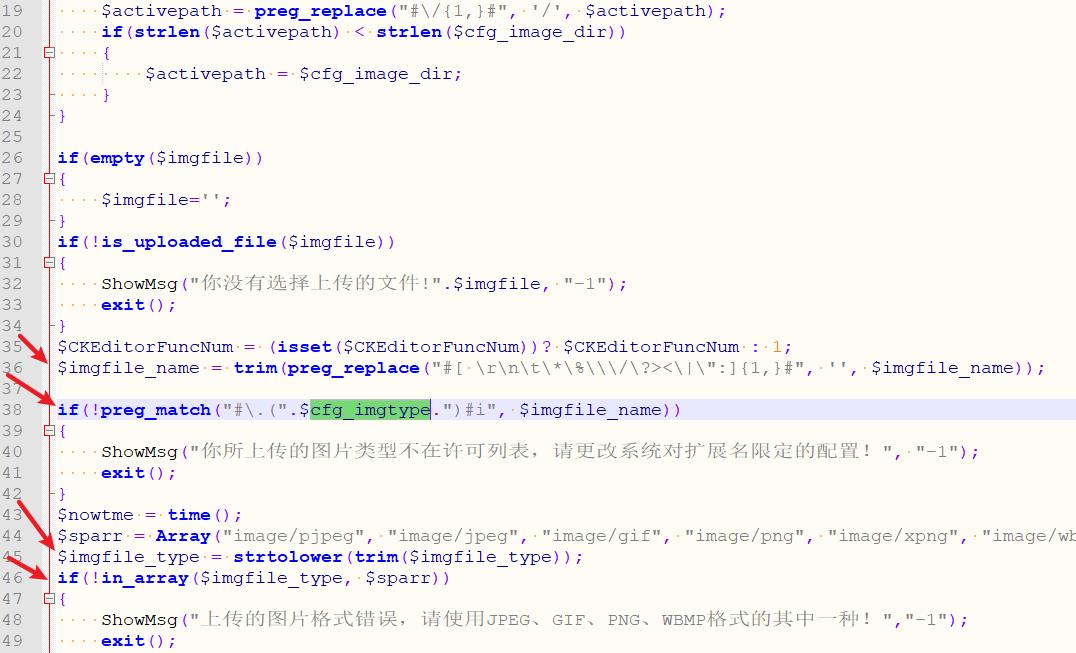 19 $activepath = preg_replace("#\/{1,}#", '/', $activepath);
20 if(strlen($activepath) < strlen($cfg_image_dir))
21 {
22 $activepath = $cfg_image_dir;
23 }
24 }
25
26 if(empty($imgfile))
27 {
28 $imgfile='';
29 }
30 if(!is_uploaded_file($imgfile))
31 {
32 ShowMsg("你没有选择上传的文件!".$imgfile, "-1");
33 exit();
34 }
35 $CKEditorFuncNum = (isset($CKEditorFuncNum))? $CKEditorFuncNum : 1;
36 $imgfile_name = trim(preg_replace("#[ \r\n\t\*\%\\\/\?><\|\":]{1,}#", '', $imgfile_name));
37
38 if(!preg_match("#\.(".$cfg_imgtype.")#i", $imgfile_name))
39 {
40 ShowMsg("你所上传的图片类型不在许可列表，请更改系统对扩展名限定的配置！", "-1");
41 exit();
42 }
43 $nowtme = time();
44 $sparr = Array("image/pjpeg", "image/jpeg", "image/gif", "image/png", "image/xpng", "image/wb
45 $imgfile_type = strtolower(trim($imgfile_type));
46 if(!in_array($imgfile_type, $sparr))
47 {
48 ShowMsg("上传的图片格式错误，请使用JPEG、GIF、PNG、WBMP格式的其中一种！","-1");
49 exit();